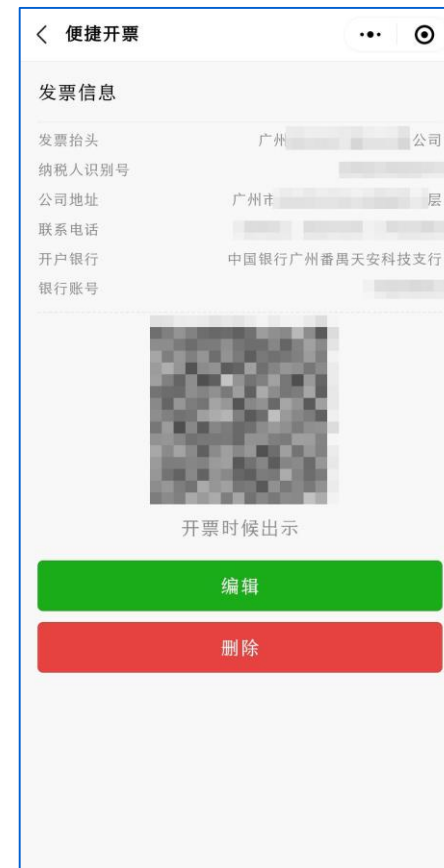 便捷开票
发票信息
发票抬头 广州 公司
纳税人识别号
公司地址 广州市 层
联系电话
开户银行 中国银行广州番禺天安科技支行
银行账号
开票时候出示
编辑
删除